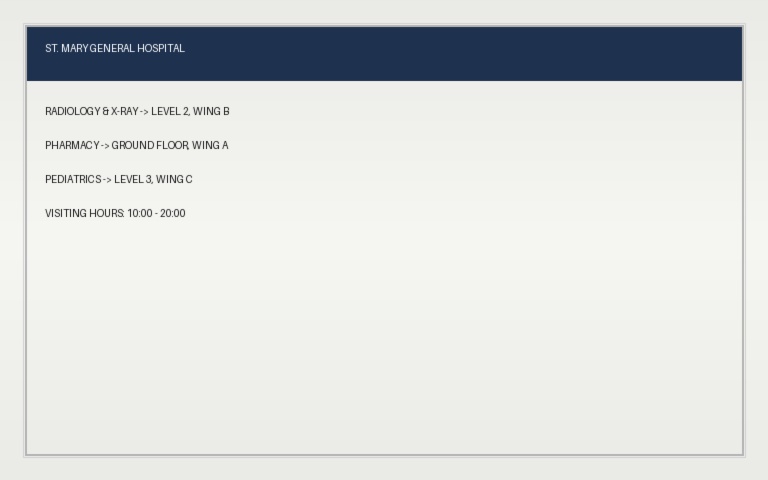 ST. MARY GENERAL HOSPITAL
RADIOLOGY & X-RAY -> LEVEL 2, WING B
PHARMACY -> GROUND FLOOR, WING A
PEDIATRICS -> LEVEL 3, WING C
VISITING HOURS: 10:00 - 20:00